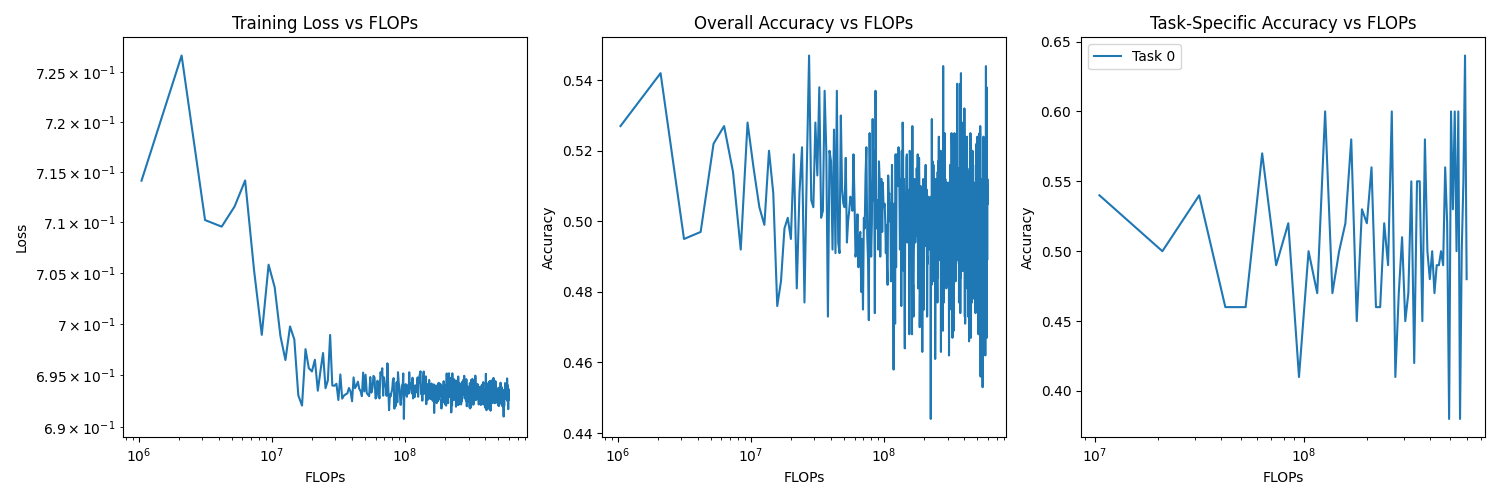 Training Loss vs FLOPs
7.25 × 10⁻¹
7.2 × 10⁻¹
7.15 × 10⁻¹
7.1 × 10⁻¹
7.05 × 10⁻¹
7 × 10⁻¹
6.95 × 10⁻¹
6.9 × 10⁻¹
Loss
10⁶ 10⁷ 10⁸
FLOPs
Overall Accuracy vs FLOPs
0.54
0.52
0.50
0.48
0.46
0.44
Accuracy
10⁶ 10⁷ 10⁸
FLOPs
Task-Specific Accuracy vs FLOPs
Task 0
0.65
0.60
0.55
0.50
0.45
0.40
Accuracy
10⁷ 10⁸
FLOPs